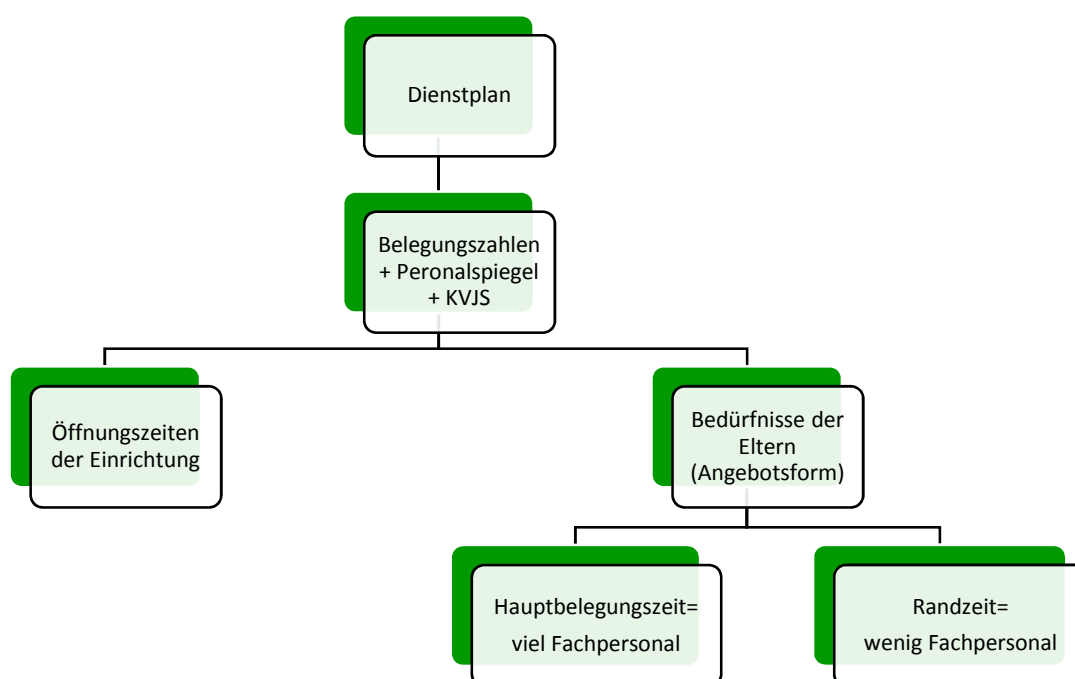 Dienstplan
Belegungszahlen
+ Peronalspiegel
+ KVJS
Öffnungszeiten
der Einrichtung
Bedürfnisse der
Eltern
(Angebotsform)
Hauptbelegungszeit=
viel Fachpersonal
Randzeit=
wenig Fachpersonal